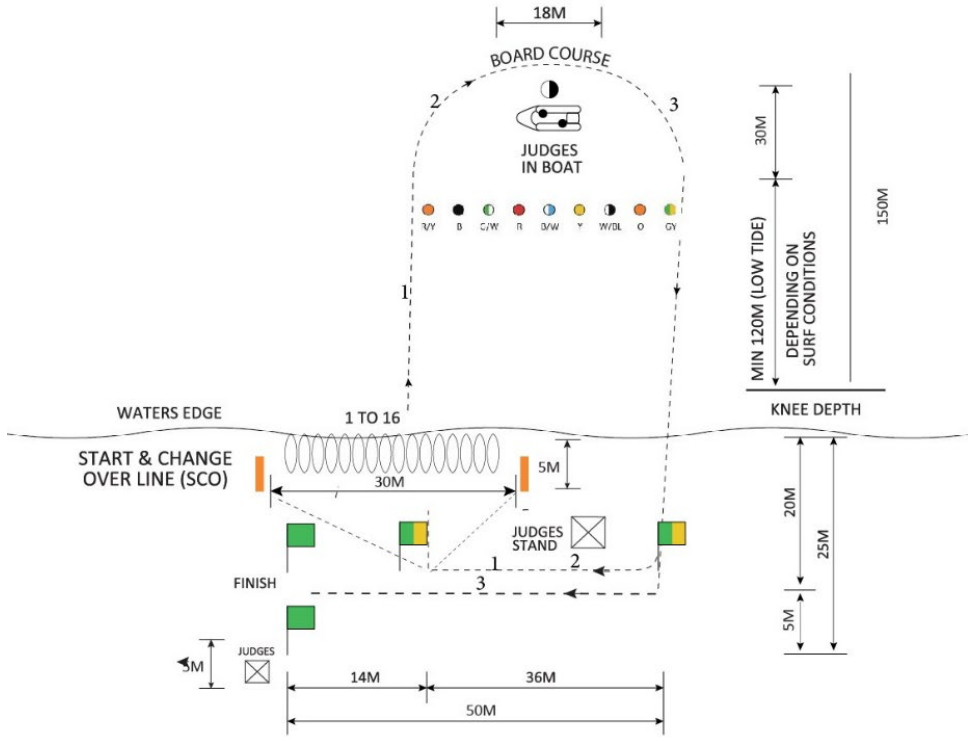 18M
BOARD COURSE
2
3
30M
JUDGES
IN BOAT
150M
R/Y B G/W R B/W Y W/BL O GY
1
MIN 120M (LOW TIDE)
DEPENDING ON
SURF CONDITIONS
WATERS EDGE
1 TO 16
KNEE DEPTH
START & CHANGE
OVER LINE (SCO)
5M
30M
20M
25M
JUDGES
STAND
1
2
FINISH
3
5M
JUDGES
5M
14M
36M
50M